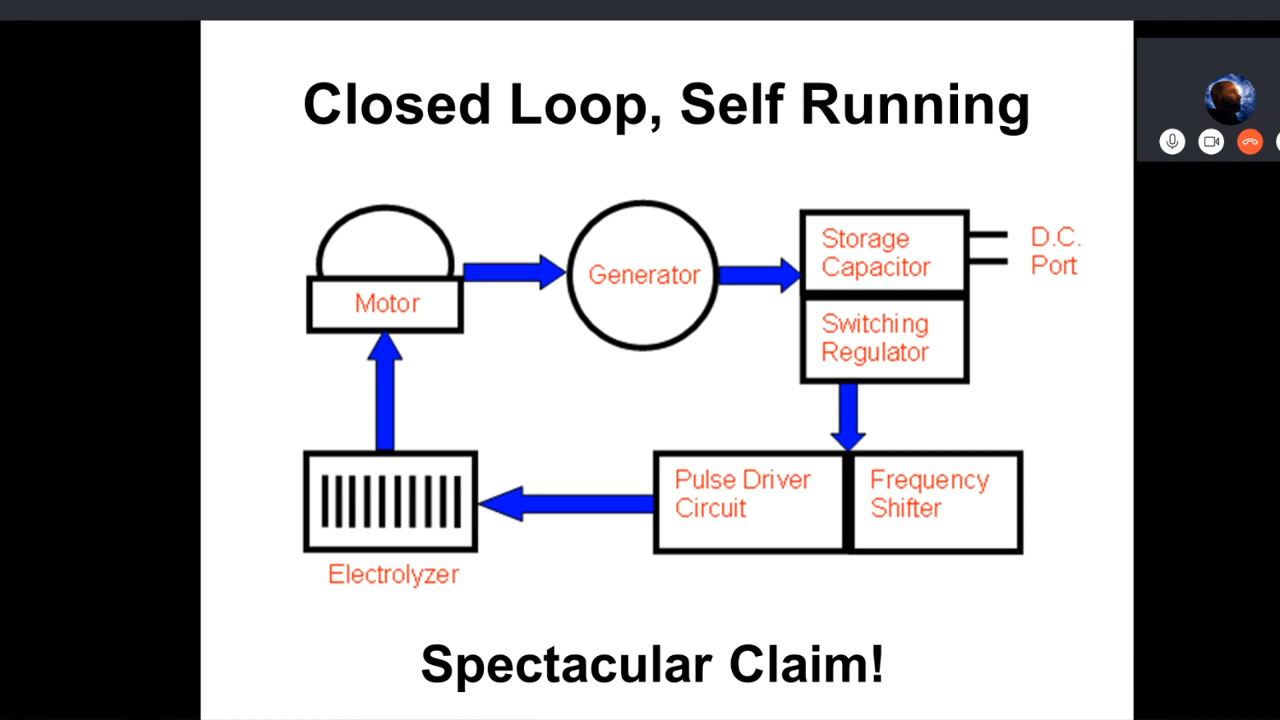 Closed Loop, Self Running
Motor
Generator
Storage
Capacitor
D.C.
Port
Switching
Regulator
Pulse Driver
Circuit
Frequency
Shifter
Electrolyzer
Spectacular Claim!